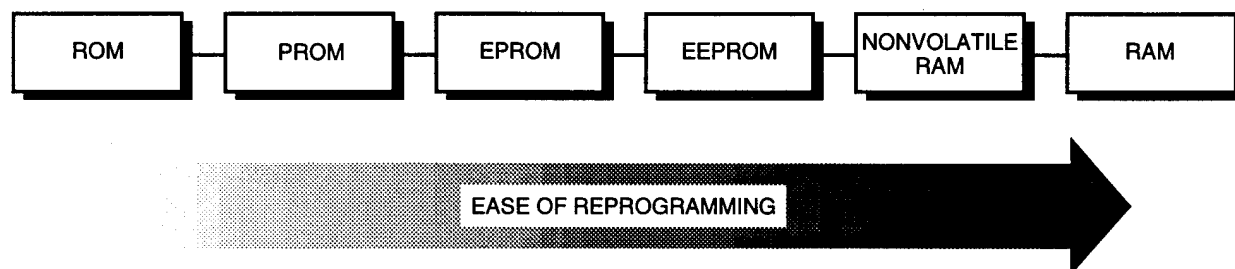 ROM
PROM
EPROM
EEPROM
NONVOLATILE
RAM
RAM
EASE OF REPROGRAMMING